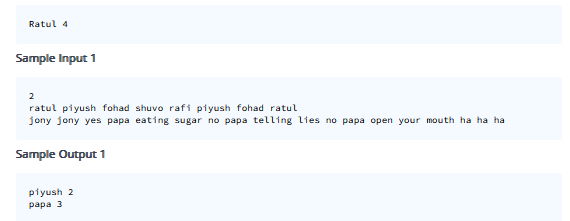 Ratul 4
Sample Input 1
2
ratul piyush fohad shuvo rafi piyush fohad ratul
jony jony yes papa eating sugar no papa telling lies no papa open your mouth ha ha ha
Sample Output 1
piyush 2
papa 3